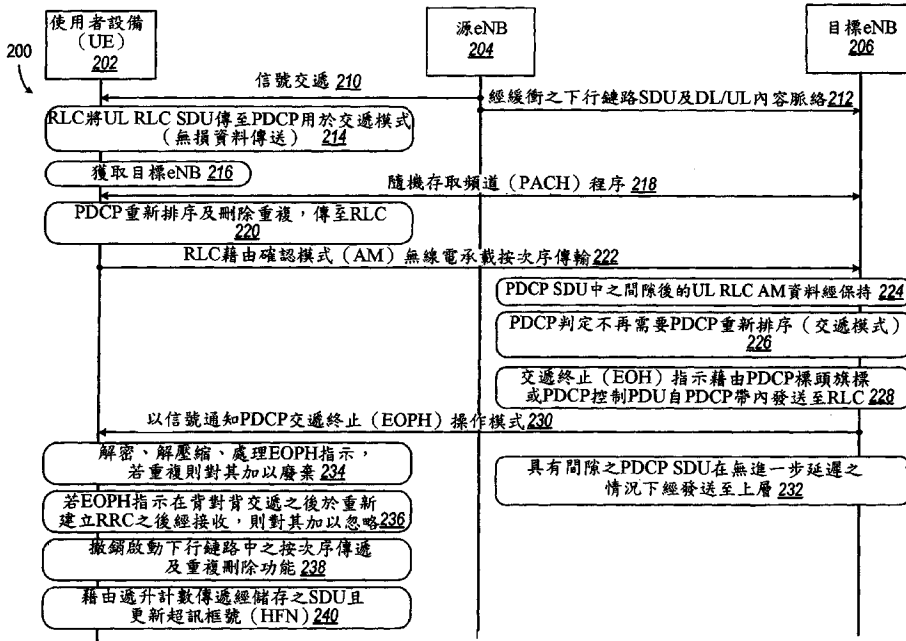 使用者設備
(UE)
202
源eNB
204
目標eNB
206
200
信號交遞 210
經緩衝之下行鏈路SDU及DL/UL內容脈絡212
RLC將UL RLC SDU傳至PDCP用於交遞模式
(無損資料傳送) 214
獲取目標eNB 216
隨機存取頻道(PACH)程序 218
PDCP重新排序及刪除重複,傳至RLC
220
RLC藉由確認模式(AM)無線電承載按次序傳輸222
PDCP SDU中之間隙後的UL RLC AM資料經保持 224
PDCP判定不再需要PDCP重新排序(交遞模式)
226
交遞終止(EOH)指示藉由PDCP標頭旗標
或PDCP控制PDU自PDCP帶內發送至RLC 228
以信號通知PDCP交遞終止(EOPH)操作模式230
解密、解壓縮、處理EOPH指示,
若重複則對其加以廢棄 234
具有間隙之PDCP SDU在無進一步延遲之
情況下經發送至上層 232
若EOPH指示在背對背交遞之後於重新
建立RRC之後經接收,則對其加以忽略236
撤銷啟動下行鏈路中之按次序傳遞
及重複刪除功能 238
藉由遞升計數傳遞經儲存之SDU且
更新超訊框號(HFN) 240